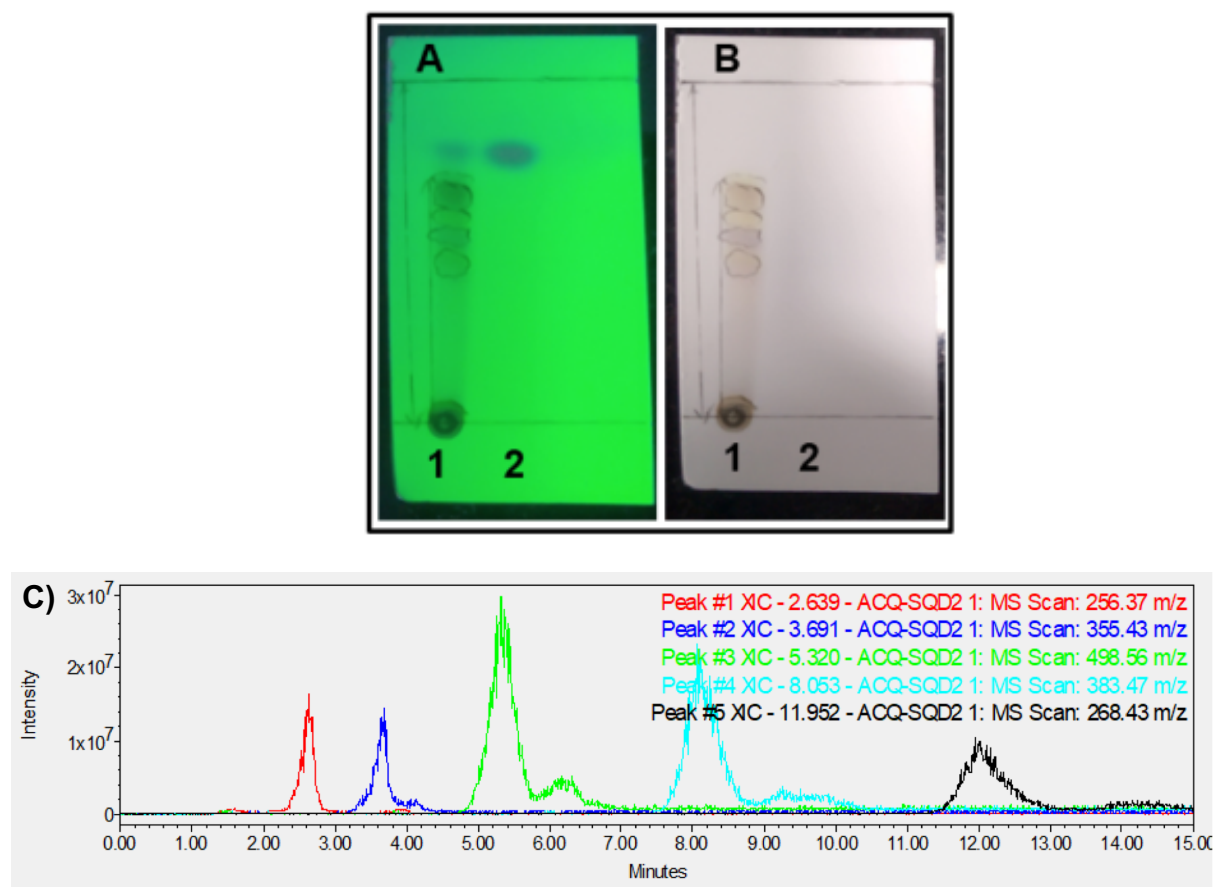 A
B
1
2
1
2
C)
3x10⁷
2x10⁷
1x10⁷
0
Intensity
Peak #1 XIC - 2.639 - ACQ-SQD2 1: MS Scan: 256.37 m/z
Peak #2 XIC - 3.691 - ACQ-SQD2 1: MS Scan: 355.43 m/z
Peak #3 XIC - 5.320 - ACQ-SQD2 1: MS Scan: 498.56 m/z
Peak #4 XIC - 8.053 - ACQ-SQD2 1: MS Scan: 383.47 m/z
Peak #5 XIC - 11.952 - ACQ-SQD2 1: MS Scan: 268.43 m/z
0.00 1.00 2.00 3.00 4.00 5.00 6.00 7.00 8.00 9.00 10.00 11.00 12.00 13.00 14.00 15.00
Minutes